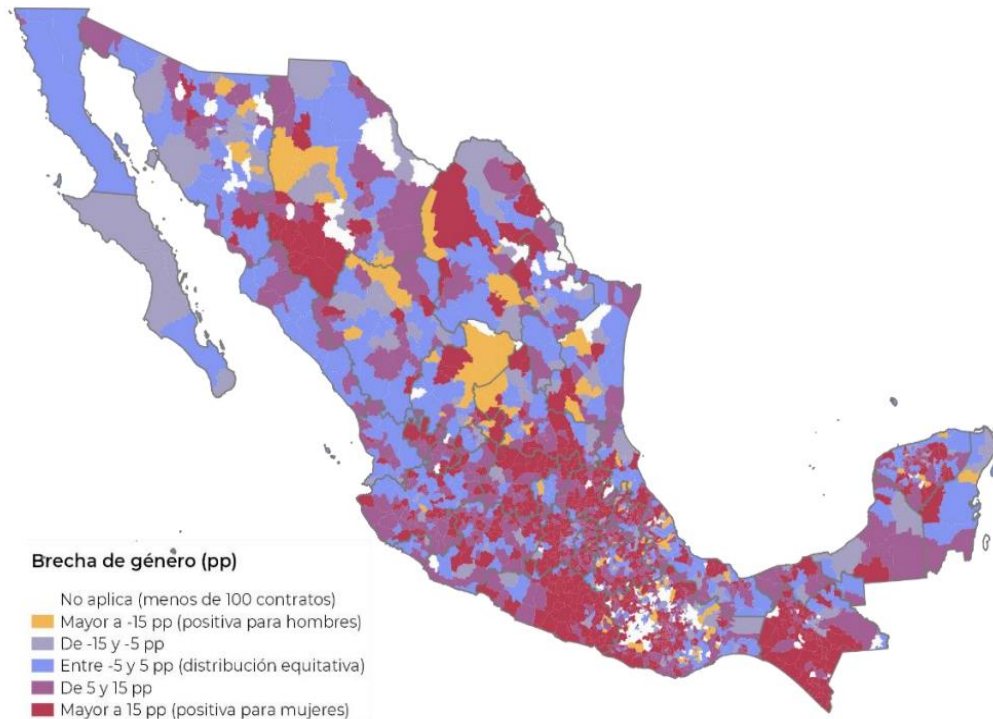 Brecha de género (pp)
No aplica (menos de 100 contratos)
Mayor a -15 pp (positiva para hombres)
De -15 y -5 pp
Entre -5 y 5 pp (distribución equitativa)
De 5 y 15 pp
Mayor a 15 pp (positiva para mujeres)